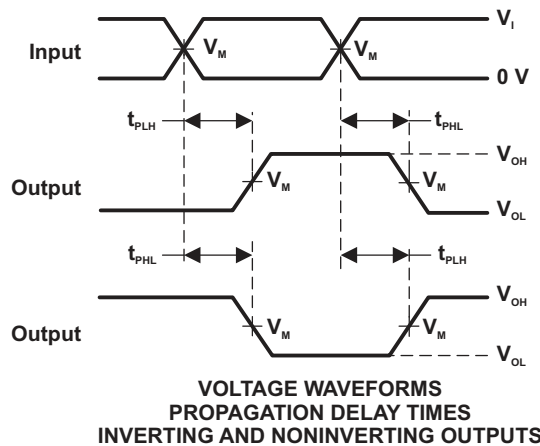 V_I
Input
V_M
V_M
0 V
t_PLH
t_PHL
V_OH
Output
V_M
V_M
V_OL
t_PHL
t_PLH
V_OH
Output
V_M
V_M
V_OL
VOLTAGE WAVEFORMS
PROPAGATION DELAY TIMES
INVERTING AND NONINVERTING OUTPUTS